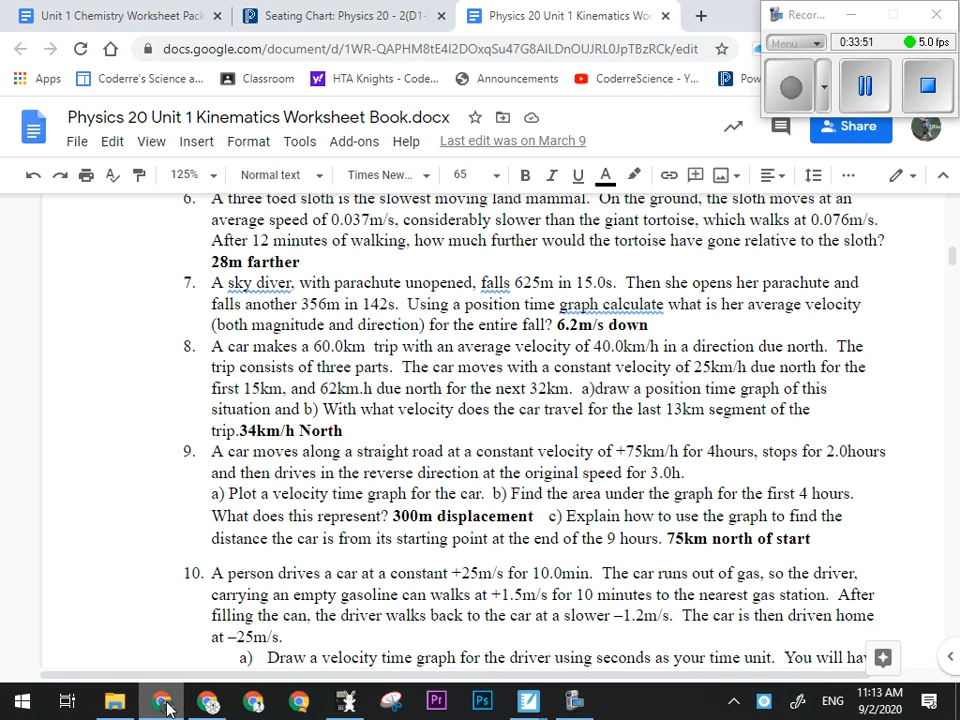 Unit 1 Chemistry Worksheet Pack
Seating Chart: Physics 20 - 2(D1-
Physics 20 Unit 1 Kinematics Wor
Recor...
Menu
0:33:51
5.0 fps
docs.google.com/document/d/1WR-QAPHM8tE4I2DOxqSu47G8AILDnOUJRL0JpTBzRCk/edit
Apps
Coderre's Science a...
Classroom
HTA Knights - Code...
Announcements
CoderreScience - Y...
Pow
Physics 20 Unit 1 Kinematics Worksheet Book.docx
File Edit View Insert Format Tools Add-ons Help Last edit was on March 9
Share
125% Normal text Times New... 65 B I U A
6. A three toed sloth is the slowest moving land mammal. On the ground, the sloth moves at an
average speed of 0.037m/s, considerably slower than the giant tortoise, which walks at 0.076m/s.
After 12 minutes of walking, how much further would the tortoise have gone relative to the sloth?
28m farther
7. A sky diver, with parachute unopened, falls 625m in 15.0s. Then she opens her parachute and
falls another 356m in 142s. Using a position time graph calculate what is her average velocity
(both magnitude and direction) for the entire fall? 6.2m/s down
8. A car makes a 60.0km trip with an average velocity of 40.0km/h in a direction due north. The
trip consists of three parts. The car moves with a constant velocity of 25km/h due north for the
first 15km, and 62km.h due north for the next 32km. a)draw a position time graph of this
situation and b) With what velocity does the car travel for the last 13km segment of the
trip.34km/h North
9. A car moves along a straight road at a constant velocity of +75km/h for 4hours, stops for 2.0hours
and then drives in the reverse direction at the original speed for 3.0h.
a) Plot a velocity time graph for the car. b) Find the area under the graph for the first 4 hours.
What does this represent? 300m displacement c) Explain how to use the graph to find the
distance the car is from its starting point at the end of the 9 hours. 75km north of start
10. A person drives a car at a constant +25m/s for 10.0min. The car runs out of gas, so the driver,
carrying an empty gasoline can walks at +1.5m/s for 10 minutes to the nearest gas station. After
filling the can, the driver walks back to the car at a slower –1.2m/s. The car is then driven home
at –25m/s.
a) Draw a velocity time graph for the driver using seconds as your time unit. You will hav
Pr
Ps
ENG
11:13 AM
9/2/2020